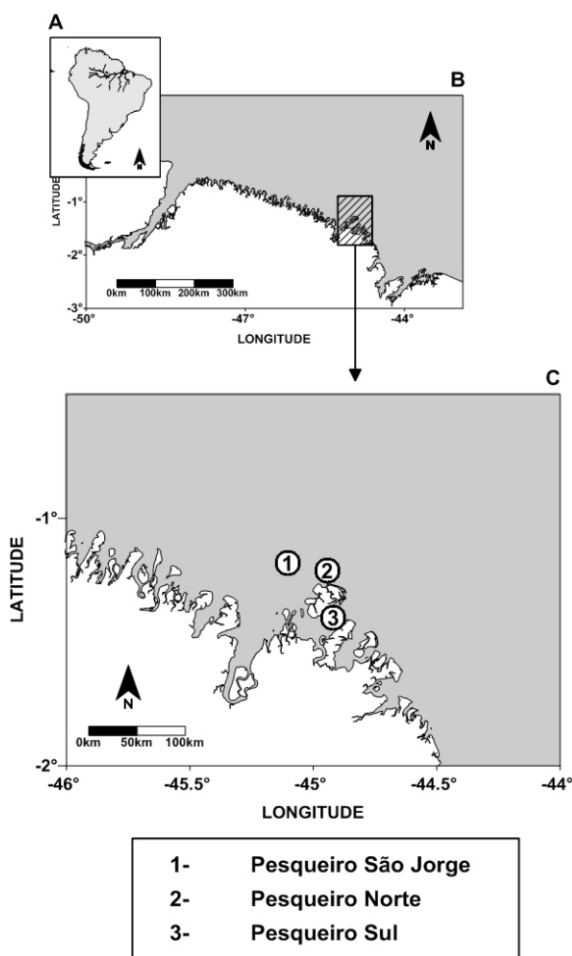 A
N
B
N
LATITUDE
-1°
-2°
-3°
0km 100km 200km 300km
-50° -47° -44°
LONGITUDE
C
LATITUDE
-1°
1
2
3
N
0km 50km 100km
-2°
-46° -45.5° -45° -44.5° -44°
LONGITUDE
1- Pesqueiro São Jorge
2- Pesqueiro Norte
3- Pesqueiro Sul